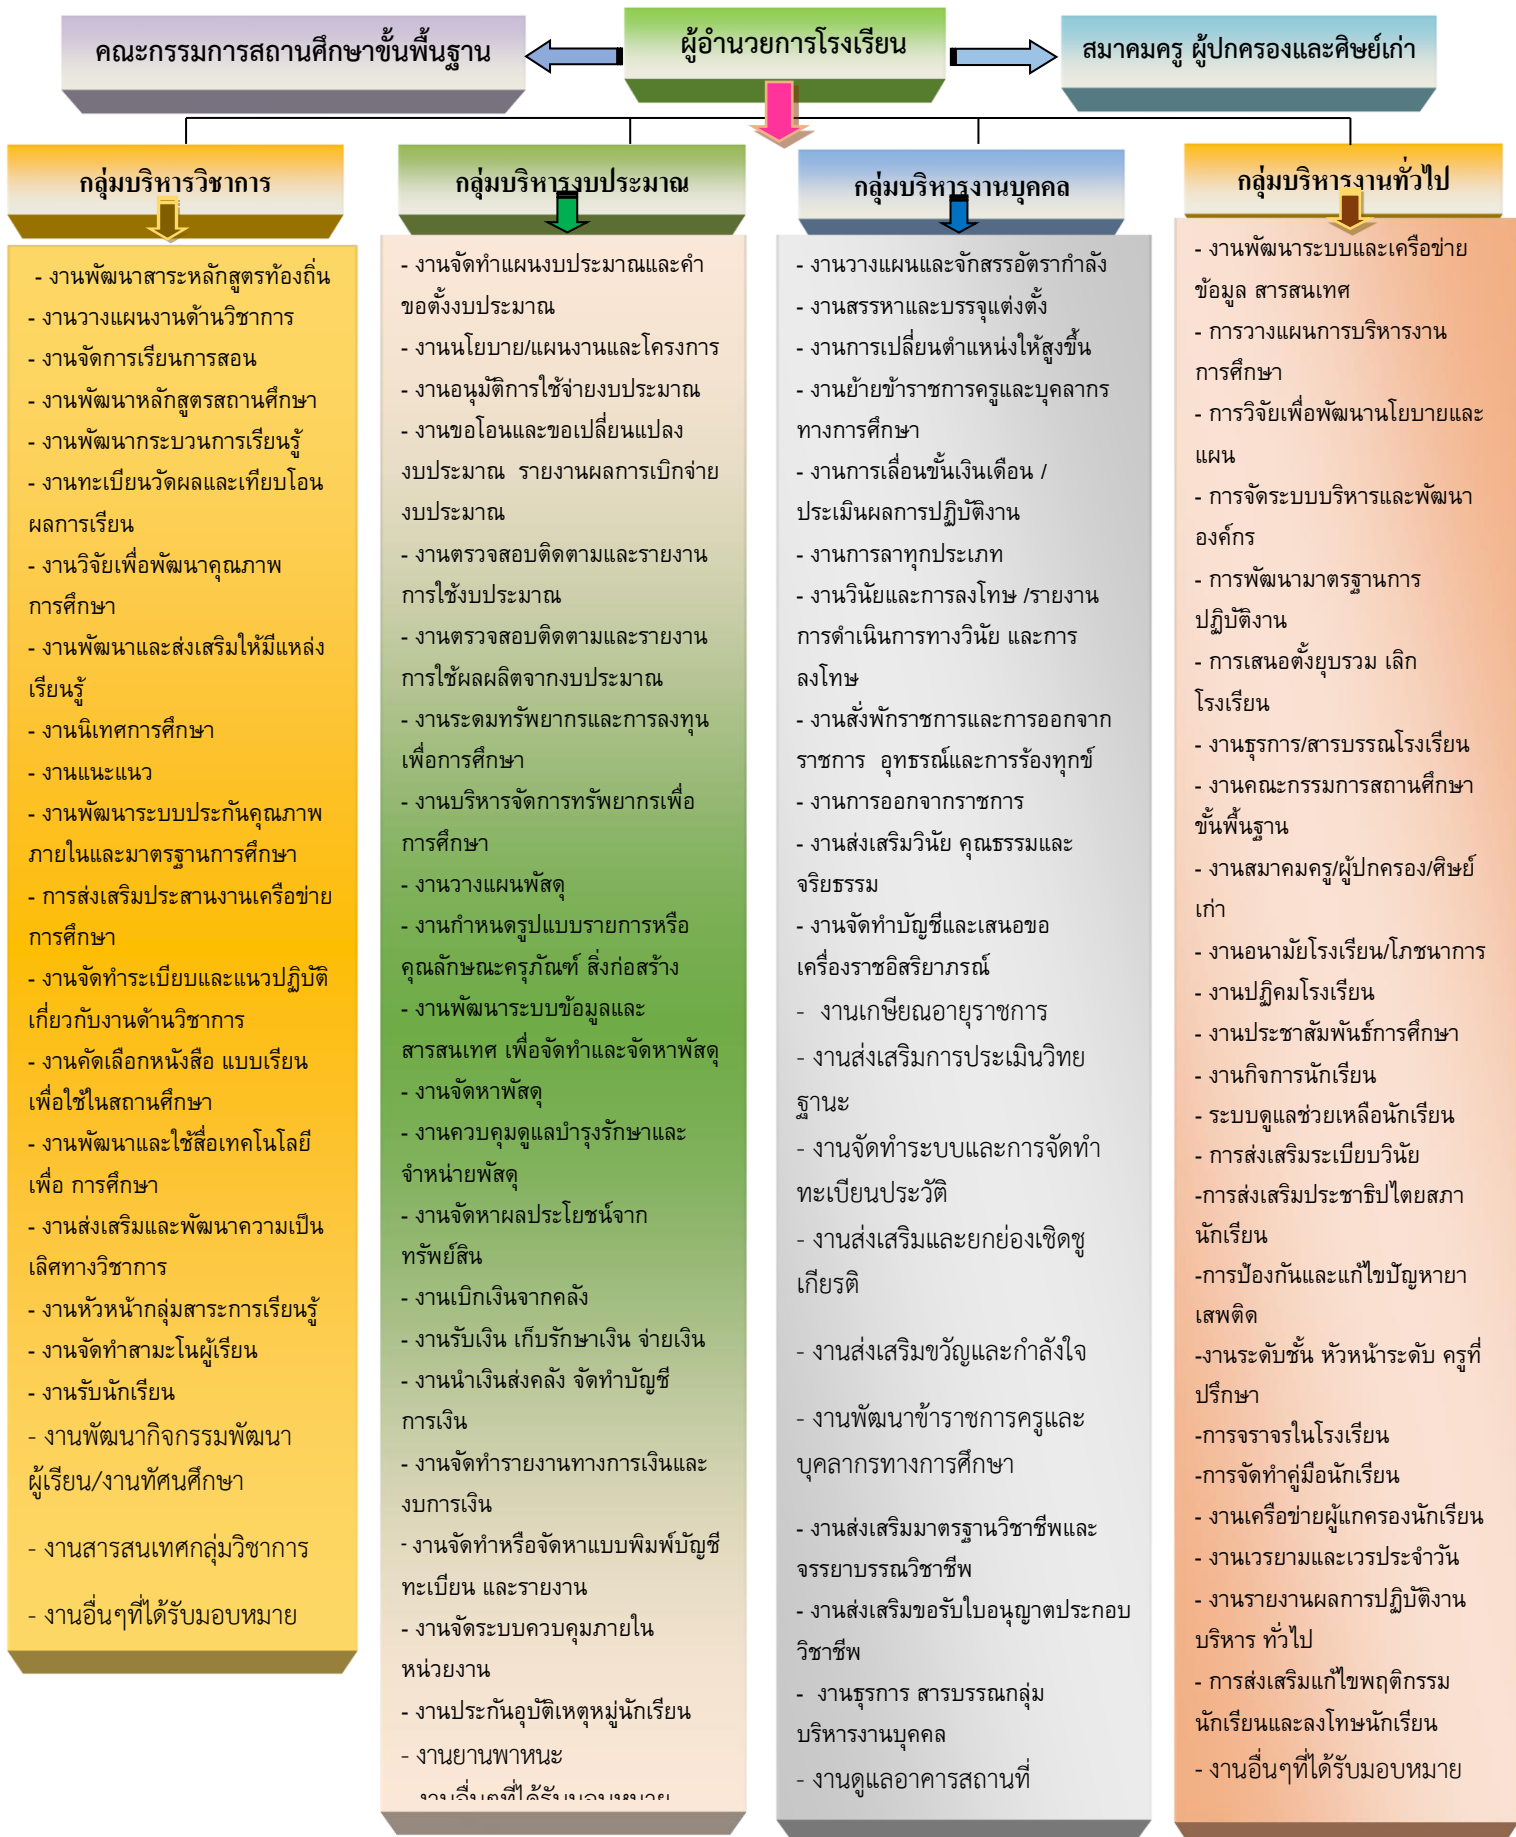 คณะกรรมการสถานศึกษาขั้นพื้นฐาน
ผู้อำนวยการโรงเรียน
สมาคมครู ผู้ปกครองและศิษย์เก่า
กลุ่มบริหารวิชาการ
- งานพัฒนาสาระหลักสูตรท้องถิ่น
- งานวางแผนงานด้านวิชาการ
- งานจัดการเรียนการสอน
- งานพัฒนาหลักสูตรสถานศึกษา
- งานพัฒนากระบวนการเรียนรู้
- งานทะเบียนวัดผลและเทียบโอน
ผลการเรียน
- งานวิจัยเพื่อพัฒนาคุณภาพ
การศึกษา
- งานพัฒนาและส่งเสริมให้มีแหล่ง
เรียนรู้
- งานนิเทศการศึกษา
- งานแนะแนว
- งานพัฒนาระบบประกันคุณภาพ
ภายในและมาตรฐานการศึกษา
- การส่งเสริมประสานงานเครือข่าย
การศึกษา
- งานจัดทำระเบียบและแนวปฏิบัติ
เกี่ยวกับงานด้านวิชาการ
- งานคัดเลือกหนังสือ แบบเรียน
เพื่อใช้ในสถานศึกษา
- งานพัฒนาและใช้สื่อเทคโนโลยี
เพื่อ การศึกษา
- งานส่งเสริมและพัฒนาความเป็น
เลิศทางวิชาการ
- งานหัวหน้ากลุ่มสาระการเรียนรู้
- งานจัดทำสามะโนผู้เรียน
- งานรับนักเรียน
- งานพัฒนากิจกรรมพัฒนา
ผู้เรียน/งานทัศนศึกษา
- งานสารสนเทศกลุ่มวิชาการ
- งานอื่นๆที่ได้รับมอบหมาย
กลุ่มบริหารงบประมาณ
- งานจัดทำแผนงบประมาณและคำ
ขอตั้งงบประมาณ
- งานนโยบาย/แผนงานและโครงการ
- งานอนุมัติการใช้จ่ายงบประมาณ
- งานขอโอนและขอเปลี่ยนแปลง
งบประมาณ รายงานผลการเบิกจ่าย
งบประมาณ
- งานตรวจสอบติดตามและรายงาน
การใช้งบประมาณ
- งานตรวจสอบติดตามและรายงาน
การใช้ผลผลิตจากงบประมาณ
- งานระดมทรัพยากรและการลงทุน
เพื่อการศึกษา
- งานบริหารจัดการทรัพยากรเพื่อ
การศึกษา
- งานวางแผนพัสดุ
- งานกำหนดรูปแบบรายการหรือ
คุณลักษณะครุภัณฑ์ สิ่งก่อสร้าง
- งานพัฒนาระบบข้อมูลและ
สารสนเทศ เพื่อจัดทำและจัดหาพัสดุ
- งานจัดหาพัสดุ
- งานควบคุมดูแลบำรุงรักษาและ
จำหน่ายพัสดุ
- งานจัดหาผลประโยชน์จาก
ทรัพย์สิน
- งานเบิกเงินจากคลัง
- งานรับเงิน เก็บรักษาเงิน จ่ายเงิน
- งานนำเงินส่งคลัง จัดทำบัญชี
การเงิน
- งานจัดทำรายงานทางการเงินและ
งบการเงิน
- งานจัดทำหรือจัดหาแบบพิมพ์บัญชี
ทะเบียน และรายงาน
- งานจัดระบบควบคุมภายใน
หน่วยงาน
- งานประกันอุบัติเหตุหมู่นักเรียน
- งานยานพาหนะ
งานอื่นๆที่ได้รับมอบหมาย
กลุ่มบริหารงานบุคคล
- งานวางแผนและจักสรรอัตรากำลัง
- งานสรรหาและบรรจุแต่งตั้ง
- งานการเปลี่ยนตำแหน่งให้สูงขึ้น
- งานย้ายข้าราชการครูและบุคลากร
ทางการศึกษา
- งานการเลื่อนขั้นเงินเดือน /
ประเมินผลการปฏิบัติงาน
- งานการลาทุกประเภท
- งานวินัยและการลงโทษ /รายงาน
การดำเนินการทางวินัย และการ
ลงโทษ
- งานสั่งพักราชการและการออกจาก
ราชการ อุทธรณ์และการร้องทุกข์
- งานการออกจากราชการ
- งานส่งเสริมวินัย คุณธรรมและ
จริยธรรม
- งานจัดทำบัญชีและเสนอขอ
เครื่องราชอิสริยาภรณ์
- งานเกษียณอายุราชการ
- งานส่งเสริมการประเมินวิทย
ฐานะ
- งานจัดทำระบบและการจัดทำ
ทะเบียนประวัติ
- งานส่งเสริมและยกย่องเชิดชู
เกียรติ
- งานส่งเสริมขวัญและกำลังใจ
- งานพัฒนาข้าราชการครูและ
บุคลากรทางการศึกษา
- งานส่งเสริมมาตรฐานวิชาชีพและ
จรรยาบรรณวิชาชีพ
- งานส่งเสริมขอรับใบอนุญาตประกอบ
วิชาชีพ
- งานธุรการ สารบรรณกลุ่ม
บริหารงานบุคคล
- งานดูแลอาคารสถานที่
กลุ่มบริหารงานทั่วไป
- งานพัฒนาระบบและเครือข่าย
ข้อมูล สารสนเทศ
- การวางแผนการบริหารงาน
การศึกษา
- การวิจัยเพื่อพัฒนานโยบายและ
แผน
- การจัดระบบบริหารและพัฒนา
องค์กร
- การพัฒนามาตรฐานการ
ปฏิบัติงาน
- การเสนอตั้งยุบรวม เลิก
โรงเรียน
- งานธุรการ/สารบรรณโรงเรียน
- งานคณะกรรมการสถานศึกษา
ขั้นพื้นฐาน
- งานสมาคมครู/ผู้ปกครอง/ศิษย์
เก่า
- งานอนามัยโรงเรียน/โภชนาการ
- งานปฏิคมโรงเรียน
- งานประชาสัมพันธ์การศึกษา
- งานกิจการนักเรียน
- ระบบดูแลช่วยเหลือนักเรียน
- การส่งเสริมระเบียบวินัย
-การส่งเสริมประชาธิปไตยสภา
นักเรียน
-การป้องกันและแก้ไขปัญหายา
เสพติด
-งานระดับชั้น หัวหน้าระดับ ครูที่
ปรึกษา
-การจราจรในโรงเรียน
-การจัดทำคู่มือนักเรียน
- งานเครือข่ายผู้แกครองนักเรียน
- งานเวรยามและเวรประจำวัน
- งานรายงานผลการปฏิบัติงาน
บริหาร ทั่วไป
- การส่งเสริมแก้ไขพฤติกรรม
นักเรียนและลงโทษนักเรียน
- งานอื่นๆที่ได้รับมอบหมาย